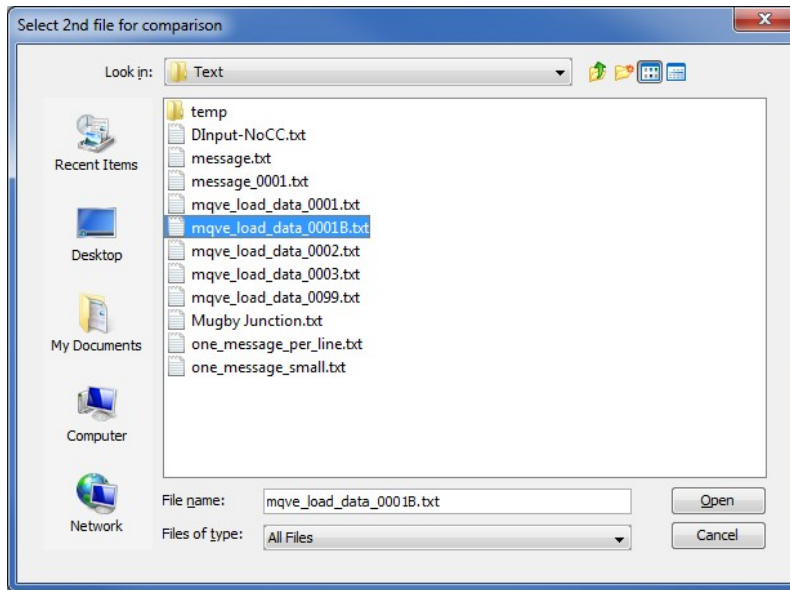 Select 2nd file for comparison
Look in:
Text
Recent Items
Desktop
My Documents
Computer
Network
temp
DInput-NoCC.txt
message.txt
message_0001.txt
mqve_load_data_0001.txt
mqve_load_data_0001B.txt
mqve_load_data_0002.txt
mqve_load_data_0003.txt
mqve_load_data_0099.txt
Mugby Junction.txt
one_message_per_line.txt
one_message_small.txt
File name:
mqve_load_data_0001B.txt
Open
Files of type:
All Files
Cancel